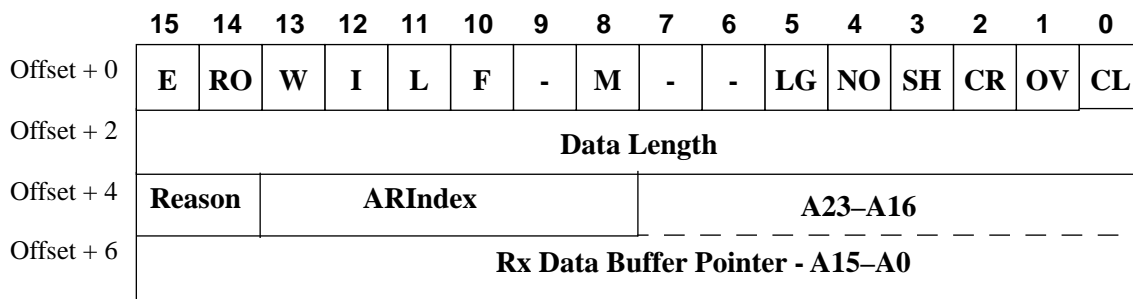 15 14 13 12 11 10 9 8 7 6 5 4 3 2 1 0
Offset + 0 E RO W I L F - M - - LG NO SH CR OV CL
Offset + 2 Data Length
Offset + 4 Reason ARIndex A23–A16
Offset + 6 Rx Data Buffer Pointer - A15–A0